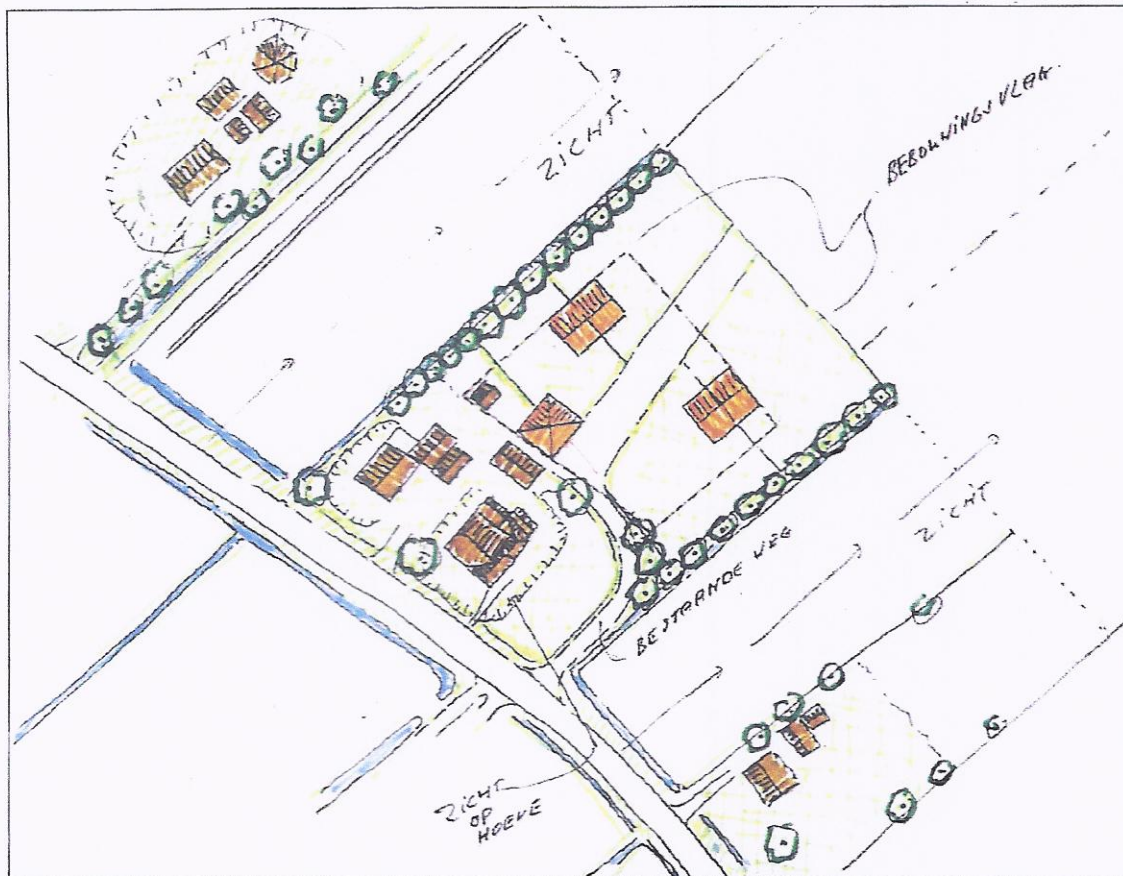 ZICHT.
BEBOUWINGSVLAK.
ZICHT
BESTAANDE WEG
ZICHT
OP
HOEVE